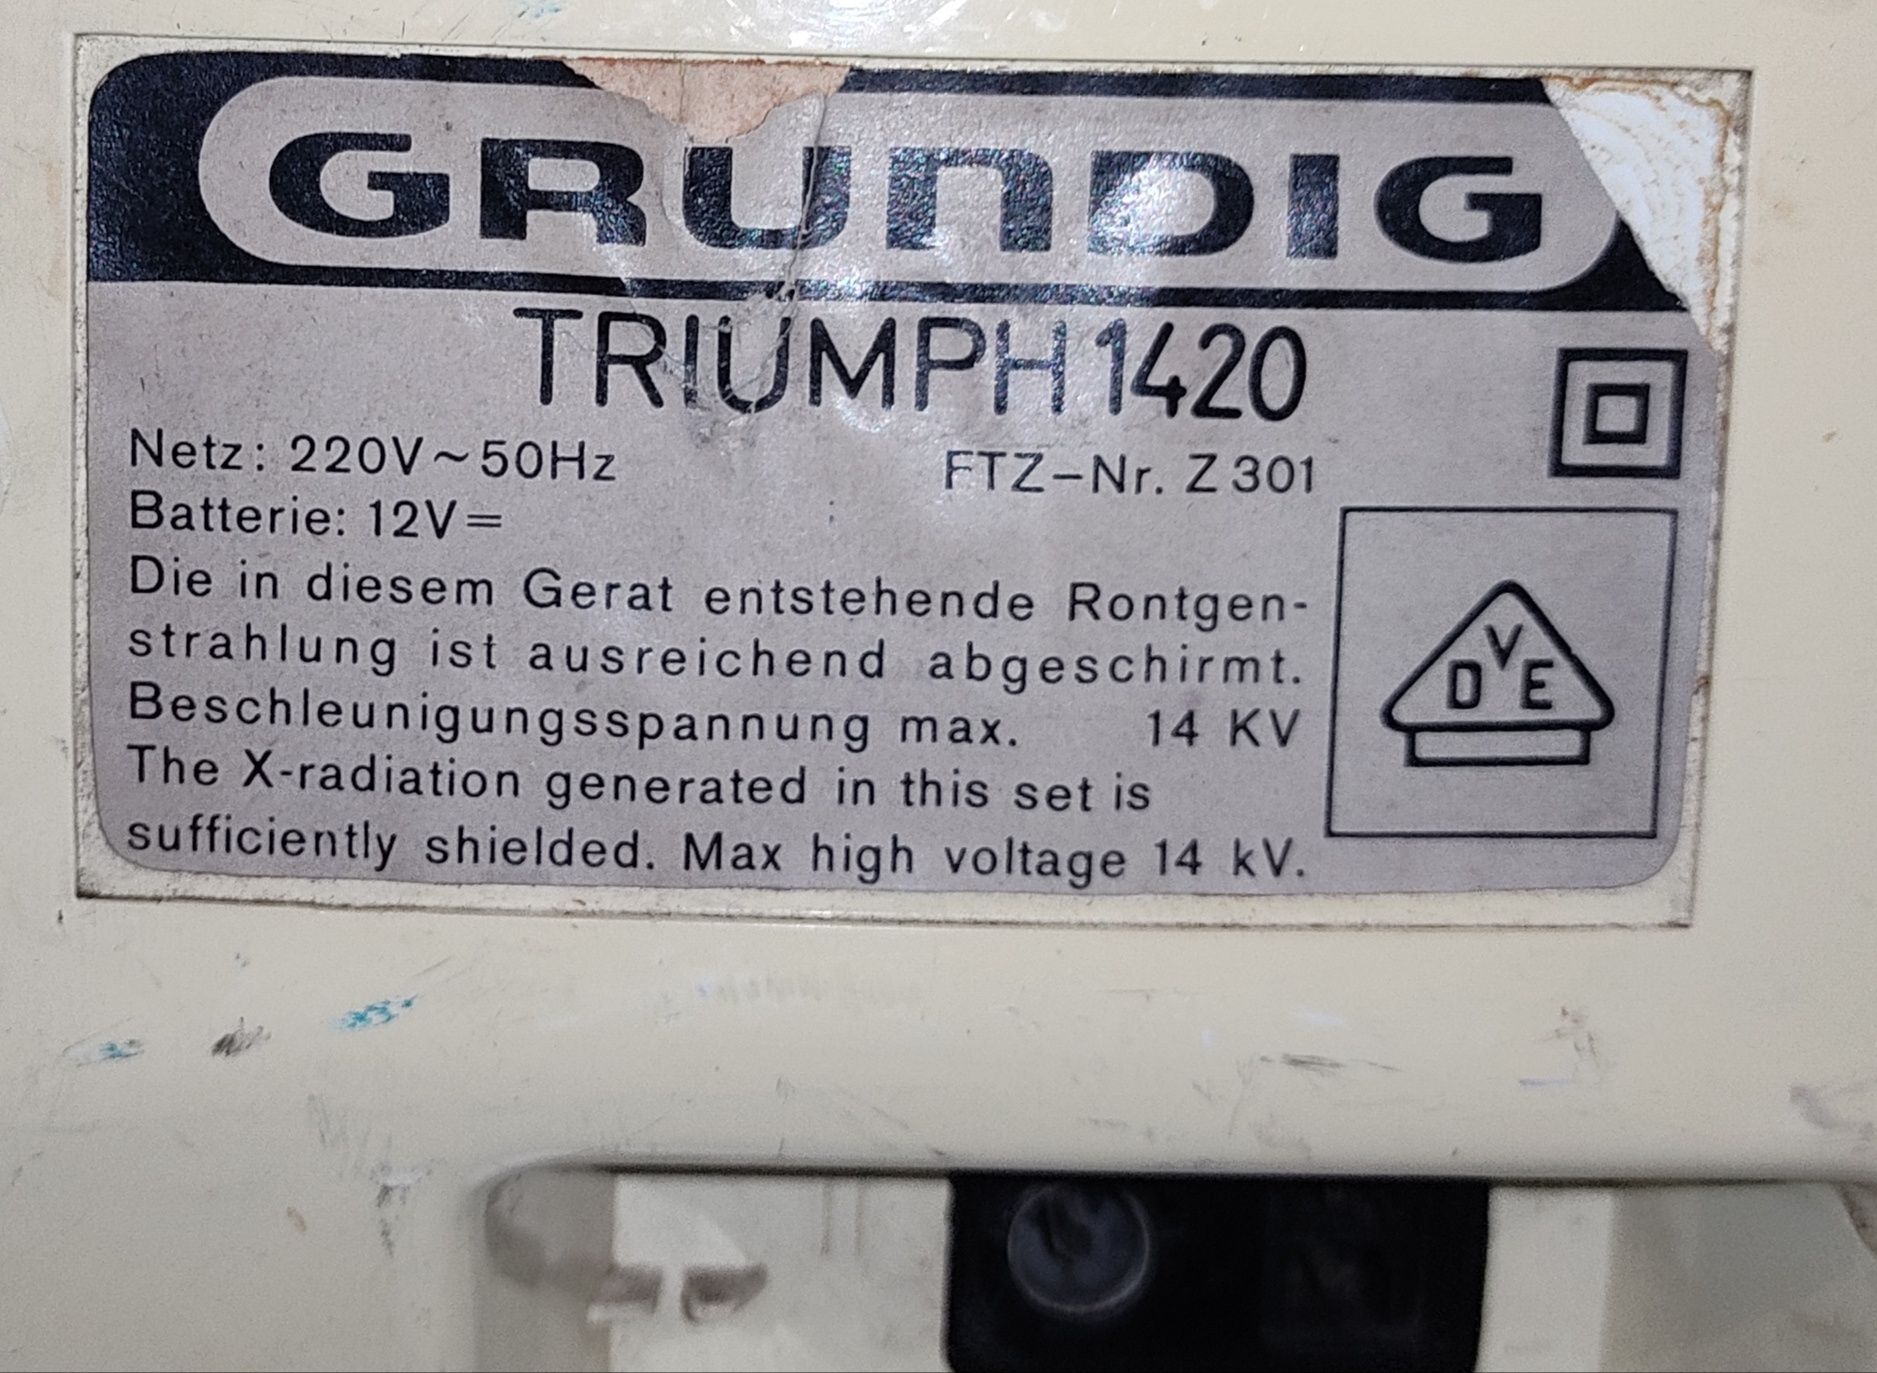 GRUNDIG
TRIUMPH 1420
Netz: 220V~50Hz FTZ-Nr. Z 301
Batterie: 12V=
Die in diesem Gerat entstehende Rontgen-
strahlung ist ausreichend abgeschirmt.
Beschleunigungsspannung max. 14 KV
The X-radiation generated in this set is
sufficiently shielded. Max high voltage 14 kV.
DVE